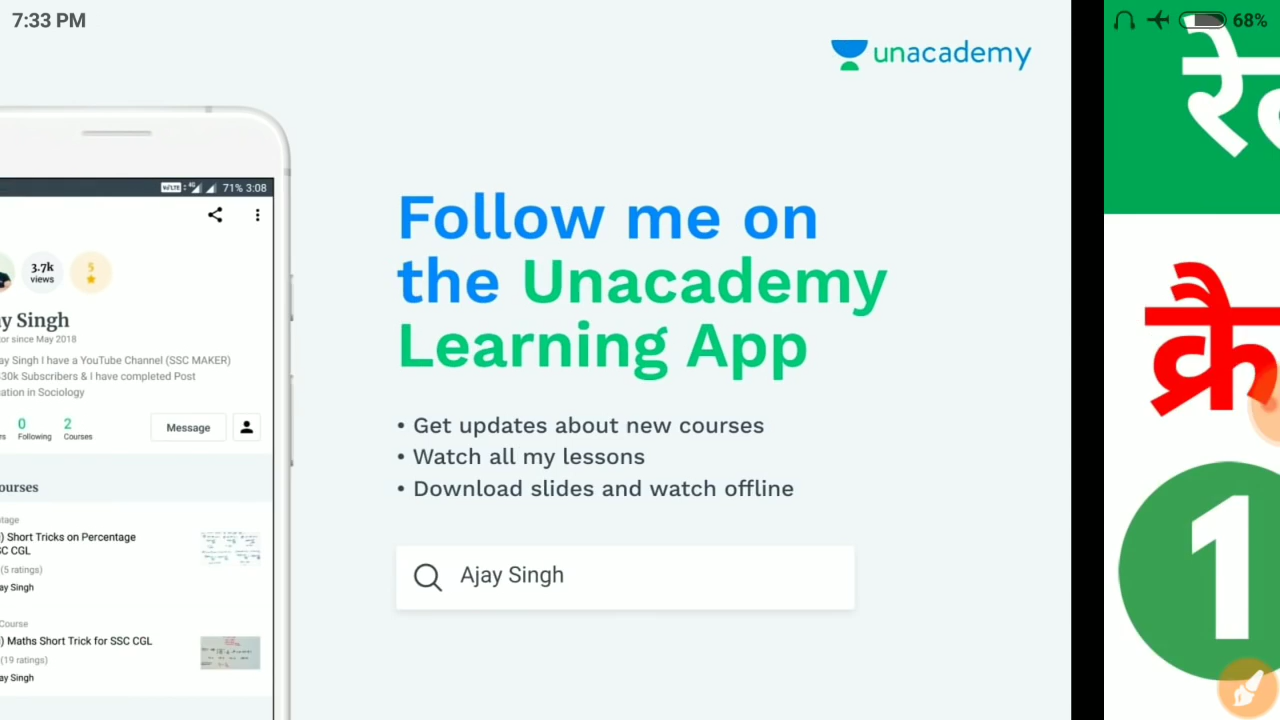 7:33 PM
68%
unacademy
71% 3:08
3.7k
views
5
ay Singh
tor since May 2018
ay Singh I have a YouTube Channel (SSC MAKER)
30k Subscribers & I have completed Post
ation in Sociology
0
2
Following
Courses
Message
ourses
ntage
) Short Tricks on Percentage
SC CGL
(5 ratings)
ay Singh
Course
) Maths Short Trick for SSC CGL
(19 ratings)
ay Singh
Follow me on
the Unacademy
Learning App
• Get updates about new courses
• Watch all my lessons
• Download slides and watch offline
Ajay Singh
रे
क्रै
1